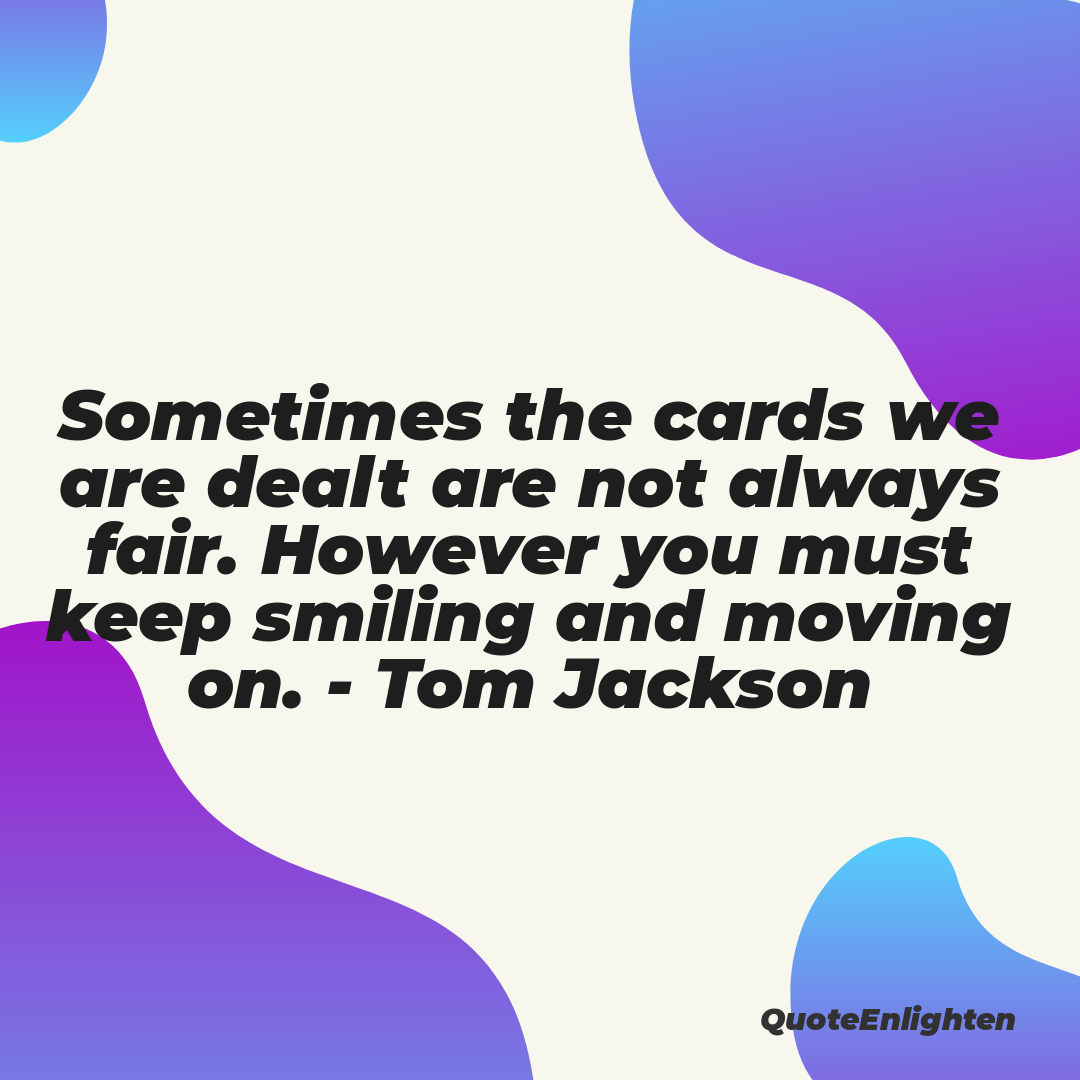 Sometimes the cards we
are dealt are not always
fair. However you must
keep smiling and moving
on. - Tom Jackson
QuoteEnlighten